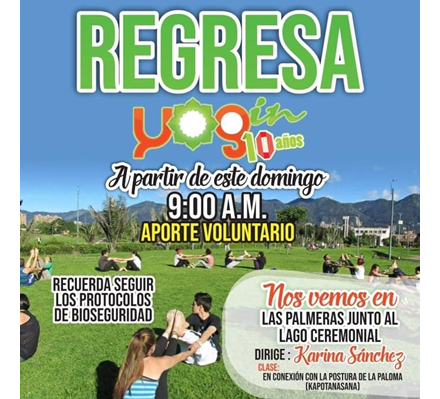 REGRESA
yogin
10 años
A partir de este domingo
9:00 A.M.
APORTE VOLUNTARIO
RECUERDA SEGUIR
LOS PROTOCOLOS
DE BIOSEGURIDAD
Nos vemos en
LAS PALMERAS JUNTO AL
LAGO CEREMONIAL
DIRIGE : Karina Sánchez
CLASE:
EN CONEXIÓN CON LA POSTURA DE LA PALOMA
(KAPOTANASANA)